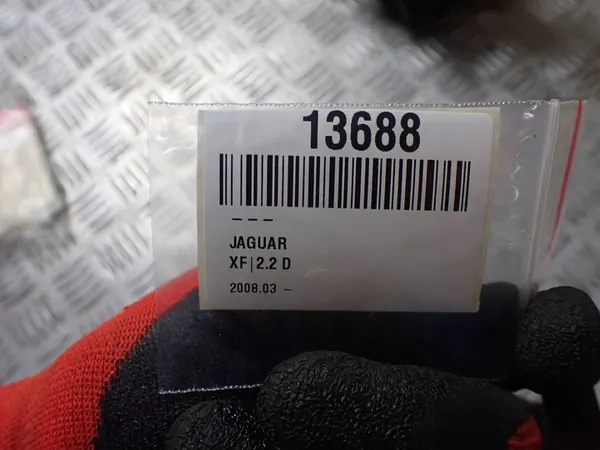 13688
---
JAGUAR
XF|2.2 D
2008.03 -